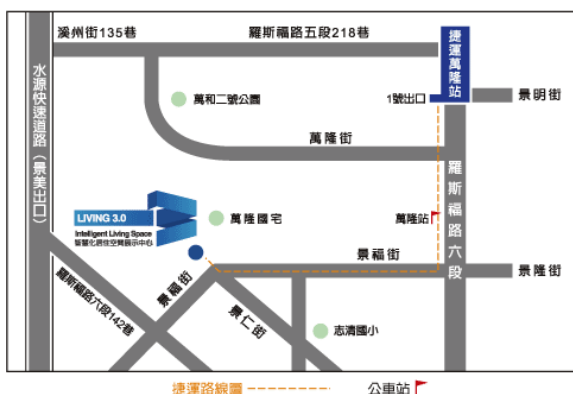 溪州街135巷
羅斯福路五段218巷
捷運萬隆站
水源快速道路（景美出口）
萬和二號公園
1號出口
景明街
萬隆街
羅斯福路六段
LIVING 3.0
Intelligent Living Space
智慧化居住空間展示中心
萬隆國宅
萬隆站
景福街
景隆街
羅斯福路六段142巷
景福街
景仁街
志清國小
捷運路線圖
公車站